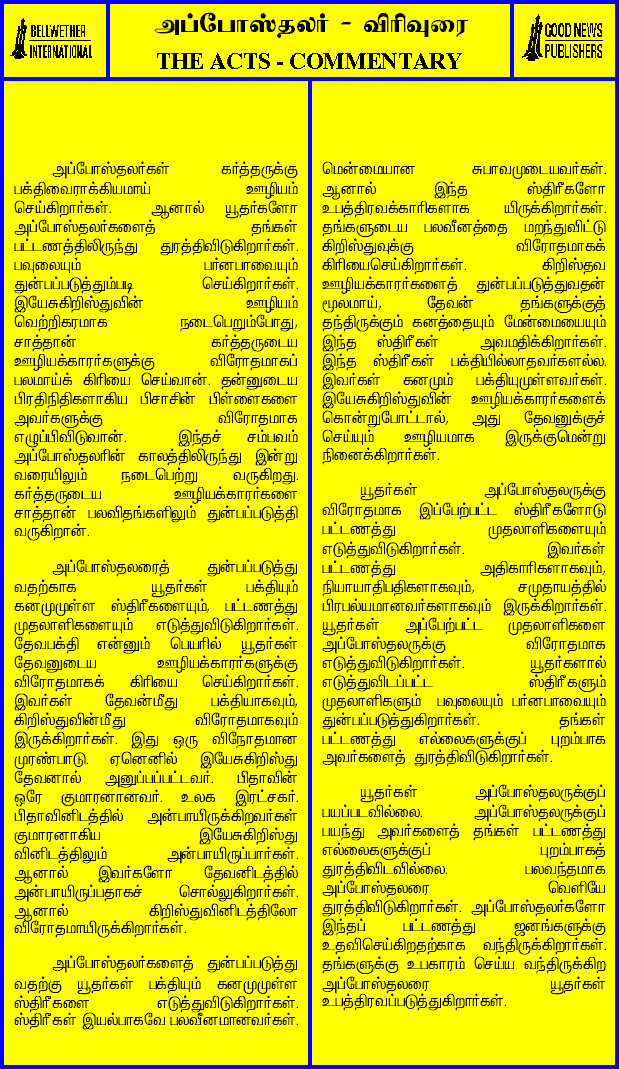 BELLWETHER
INTERNATIONAL
அப்போஸ்தலர் - விரிவுரை
THE ACTS - COMMENTARY
GOOD NEWS
PUBLISHERS
அப்போஸ்தலர்கள் கர்த்தருக்கு
பக்திவைராக்கியமாய் ஊழியம்
செய்கிறார்கள். ஆனால் யூதர்களோ
அப்போஸ்தலர்களைத் தங்கள்
பட்டணத்திலிருந்து துரத்திவிடுகிறார்கள்.
பவுலையும் பர்னபாவையும்
துன்பப்படுத்தும்படி செய்கிறார்கள்.
இயேசுகிறிஸ்துவின் ஊழியம்
வெற்றிகரமாக நடைபெறும்போது,
சாத்தான் கர்த்தருடைய
ஊழியக்காரர்களுக்கு விரோதமாகப்
பலமாய்க் கிரியை செய்வான். தன்னுடைய
பிரதிநிதிகளாகிய பிசாசின் பிள்ளைகளை
அவர்களுக்கு விரோதமாக
எழுப்பிவிடுவான். இந்தச் சம்பவம்
அப்போஸ்தலரின் காலத்திலிருந்து இன்று
வரையிலும் நடைபெற்று வருகிறது.
கர்த்தருடைய ஊழியக்காரர்களை
சாத்தான் பலவிதங்களிலும் துன்பப்படுத்தி
வருகிறான்.
அப்போஸ்தலரைத் துன்பப்படுத்து
வதற்காக யூதர்கள் பக்தியும்
கனமுமுள்ள ஸ்திரீகளையும், பட்டணத்து
முதலாளிகளையும் எடுத்துவிடுகிறார்கள்.
தேவபக்தி என்னும் பெயரில் யூதர்கள்
தேவனுடைய ஊழியக்காரர்களுக்கு
விரோதமாகக் கிரியை செய்கிறார்கள்.
இவர்கள் தேவன்மீது பக்தியாகவும்,
கிறிஸ்துவின்மீது விரோதமாகவும்
இருக்கிறார்கள். இது ஒரு விநோதமான
முரண்பாடு. ஏனெனில் இயேசுகிறிஸ்து
தேவனால் அனுப்பப்பட்டவர். பிதாவின்
ஒரே குமாரனானவர். உலக இரட்சகர்.
பிதாவினிடத்தில் அன்பாயிருக்கிறவர்கள்
குமாரனாகிய இயேசுகிறிஸ்து
வினிடத்திலும் அன்பாயிருப்பார்கள்.
ஆனால் இவர்களோ தேவனிடத்தில்
அன்பாயிருப்பதாகச் சொல்லுகிறார்கள்.
ஆனால் கிறிஸ்துவினிடத்திலோ
விரோதமாயிருக்கிறார்கள்.
அப்போஸ்தலர்களைத் துன்பப்படுத்து
வதற்கு யூதர்கள் பக்தியும் கனமுமுள்ள
ஸ்திரீகளை எடுத்துவிடுகிறார்கள்.
ஸ்திரீகள் இயல்பாகவே பலவீனமானவர்கள்.
மென்மையான சுபாவமுடையவர்கள்.
ஆனால் இந்த ஸ்திரீகளோ
உபத்திரவக்காரிகளாக யிருக்கிறார்கள்.
தங்களுடைய பலவீனத்தை மறந்துவிட்டு
கிறிஸ்துவுக்கு விரோதமாகக்
கிரியைசெய்கிறார்கள். கிறிஸ்தவ
ஊழியக்காரர்களைத் துன்பப்படுத்துவதன்
மூலமாய், தேவன் தங்களுக்குத்
தந்திருக்கும் கனத்தையும் மேன்மையையும்
இந்த ஸ்திரீகள் அவமதிக்கிறார்கள்.
இந்த ஸ்திரீகள் பக்தியில்லாதவர்களல்ல.
இவர்கள் கனமும் பக்தியுமுள்ளவர்கள்.
இயேசுகிறிஸ்துவின் ஊழியக்காரர்களைக்
கொன்றுபோட்டால், அது தேவனுக்குச்
செய்யும் ஊழியமாக இருக்குமென்று
நினைக்கிறார்கள்.
யூதர்கள் அப்போஸ்தலருக்கு
விரோதமாக இப்பேற்பட்ட ஸ்திரீகளோடு
பட்டணத்து முதலாளிகளையும்
எடுத்துவிடுகிறார்கள். இவர்கள்
பட்டணத்து அதிகாரிகளாகவும்,
நியாயாதிபதிகளாகவும், சமுதாயத்தில்
பிரபல்யமானவர்களாகவும் இருக்கிறார்கள்.
யூதர்கள் அப்பேற்பட்ட முதலாளிகளை
அப்போஸ்தலருக்கு விரோதமாக
எடுத்துவிடுகிறார்கள். யூதர்களால்
எடுத்துவிடப்பட்ட ஸ்திரீகளும்
முதலாளிகளும் பவுலையும் பர்னபாவையும்
துன்பப்படுத்துகிறார்கள். தங்கள்
பட்டணத்து எல்லைகளுக்குப் புறம்பாக
அவர்களைத் துரத்திவிடுகிறார்கள்.
யூதர்கள் அப்போஸ்தலருக்குப்
பயப்படவில்லை. அப்போஸ்தலருக்குப்
பயந்து அவர்களைத் தங்கள் பட்டணத்து
எல்லைகளுக்குப் புறம்பாகத்
துரத்திவிடவில்லை. பலவந்தமாக
அப்போஸ்தலரை வெளியே
துரத்திவிடுகிறார்கள். அப்போஸ்தலர்களோ
இந்தப் பட்டணத்து ஜனங்களுக்கு
உதவிசெய்கிறதற்காக வந்திருக்கிறார்கள்.
தங்களுக்கு உபகாரம் செய்ய வந்திருக்கிற
அப்போஸ்தலரை யூதர்கள்
உபத்திரவப்படுத்துகிறார்கள்.